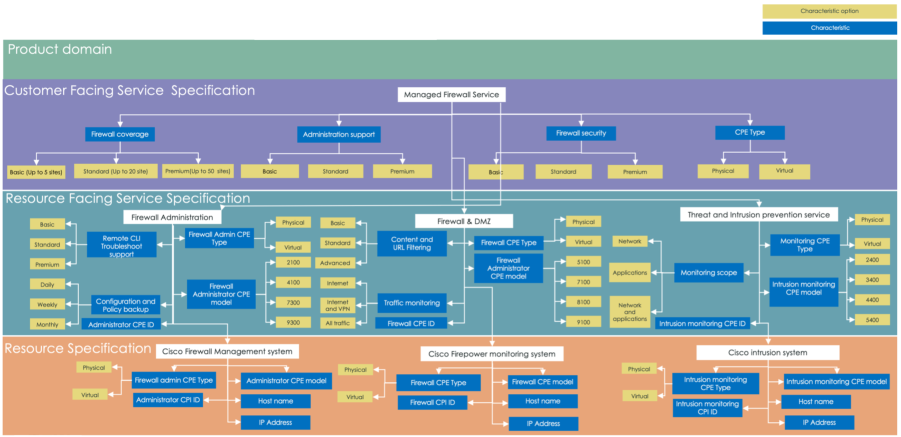 Characteristic option
Characteristic
Product domain
Customer Facing Service Specification
Managed Firewall Service
Firewall coverage
Administration support
Firewall security
CPE Type
Basic (Up to 5 sites)
Standard (Up to 20 site)
Premium(Up to 50 sites)
Basic
Standard
Premium
Basic
Standard
Premium
Physical
Virtual
Resource Facing Service Specification
Firewall Administration
Firewall & DMZ
Threat and Intrusion prevention service
Basic
Standard
Premium
Remote CLI
Troubleshoot
support
Firewall Admin CPE
Type
Physical
Virtual
Daily
Weekly
Monthly
Configuration and
Policy backup
Administrator CPE ID
Firewall
Administrator CPE
model
2100
4100
7300
9300
Basic
Standard
Advanced
Content and
URL Filtering
Firewall CPE Type
Physical
Virtual
Internet
Internet
and VPN
All traffic
Traffic monitoring
Firewall CPE ID
Firewall
Administrator CPE
model
5100
7100
8100
9100
Network
Applications
Network
and
applications
Monitoring scope
Intrusion monitoring CPE ID
Monitoring CPE
Type
Physical
Virtual
Intrusion monitoring
CPE model
2400
3400
4400
5400
Resource Specification
Cisco Firewall Management system
Cisco Firepower monitoring system
Cisco intrusion system
Physical
Virtual
Firewall admin CPE Type
Administrator CPI ID
Administrator CPE model
Host name
IP Address
Physical
Virtual
Firewall CPE Type
Firewall CPI ID
Firewall CPE model
Host name
IP Address
Physical
Virtual
Intrusion monitoring
CPE Type
Intrusion monitoring
CPI ID
Intrusion monitoring CPE model
Host name
IP Address